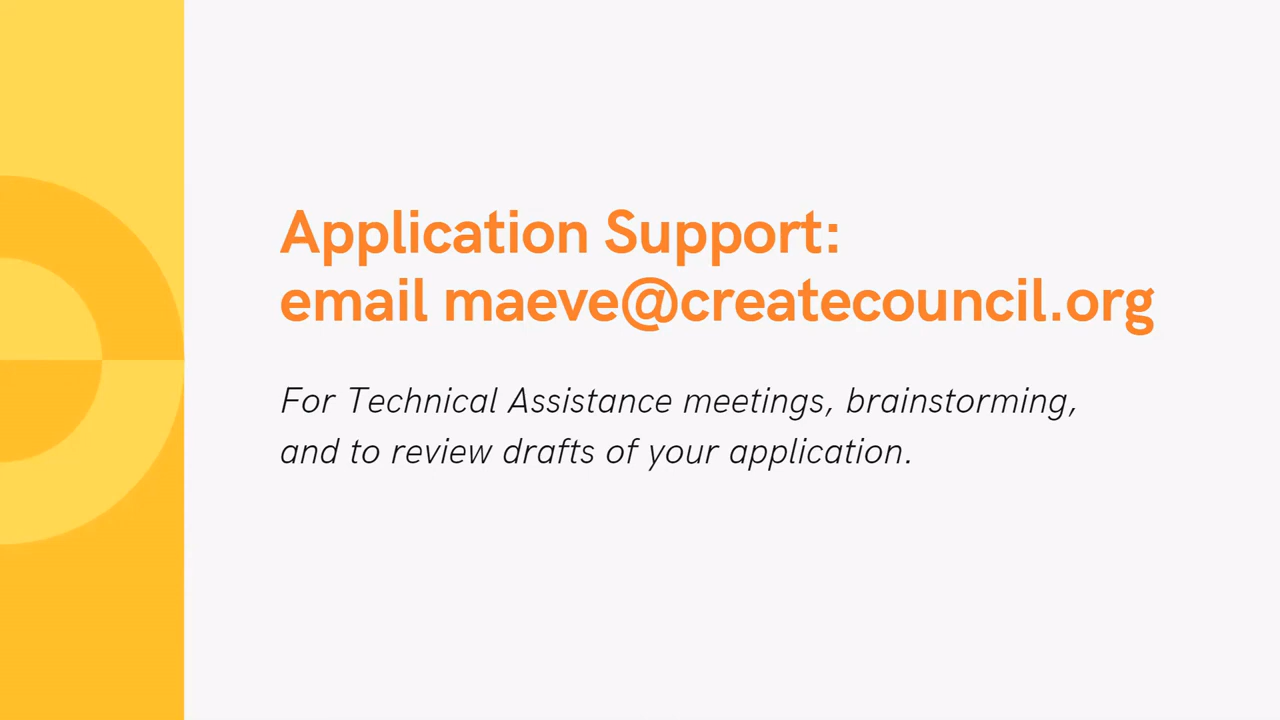 Application Support:
email maeve@createcouncil.org
For Technical Assistance meetings, brainstorming,
and to review drafts of your application.